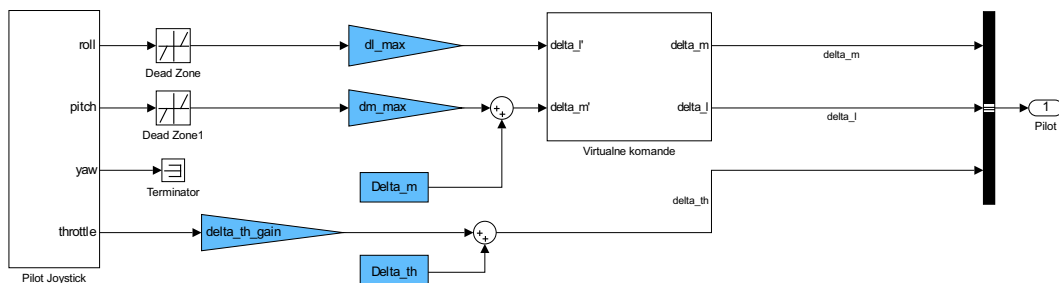 roll
pitch
yaw
throttle
Pilot Joystick
Dead Zone
Dead Zone1
Terminator
dl_max
dm_max
delta_th_gain
Delta_m
Delta_th
+
+
+
+
delta_l'
delta_m'
delta_m
delta_l
Virtualne komande
delta_m
delta_l
delta_th
1
Pilot